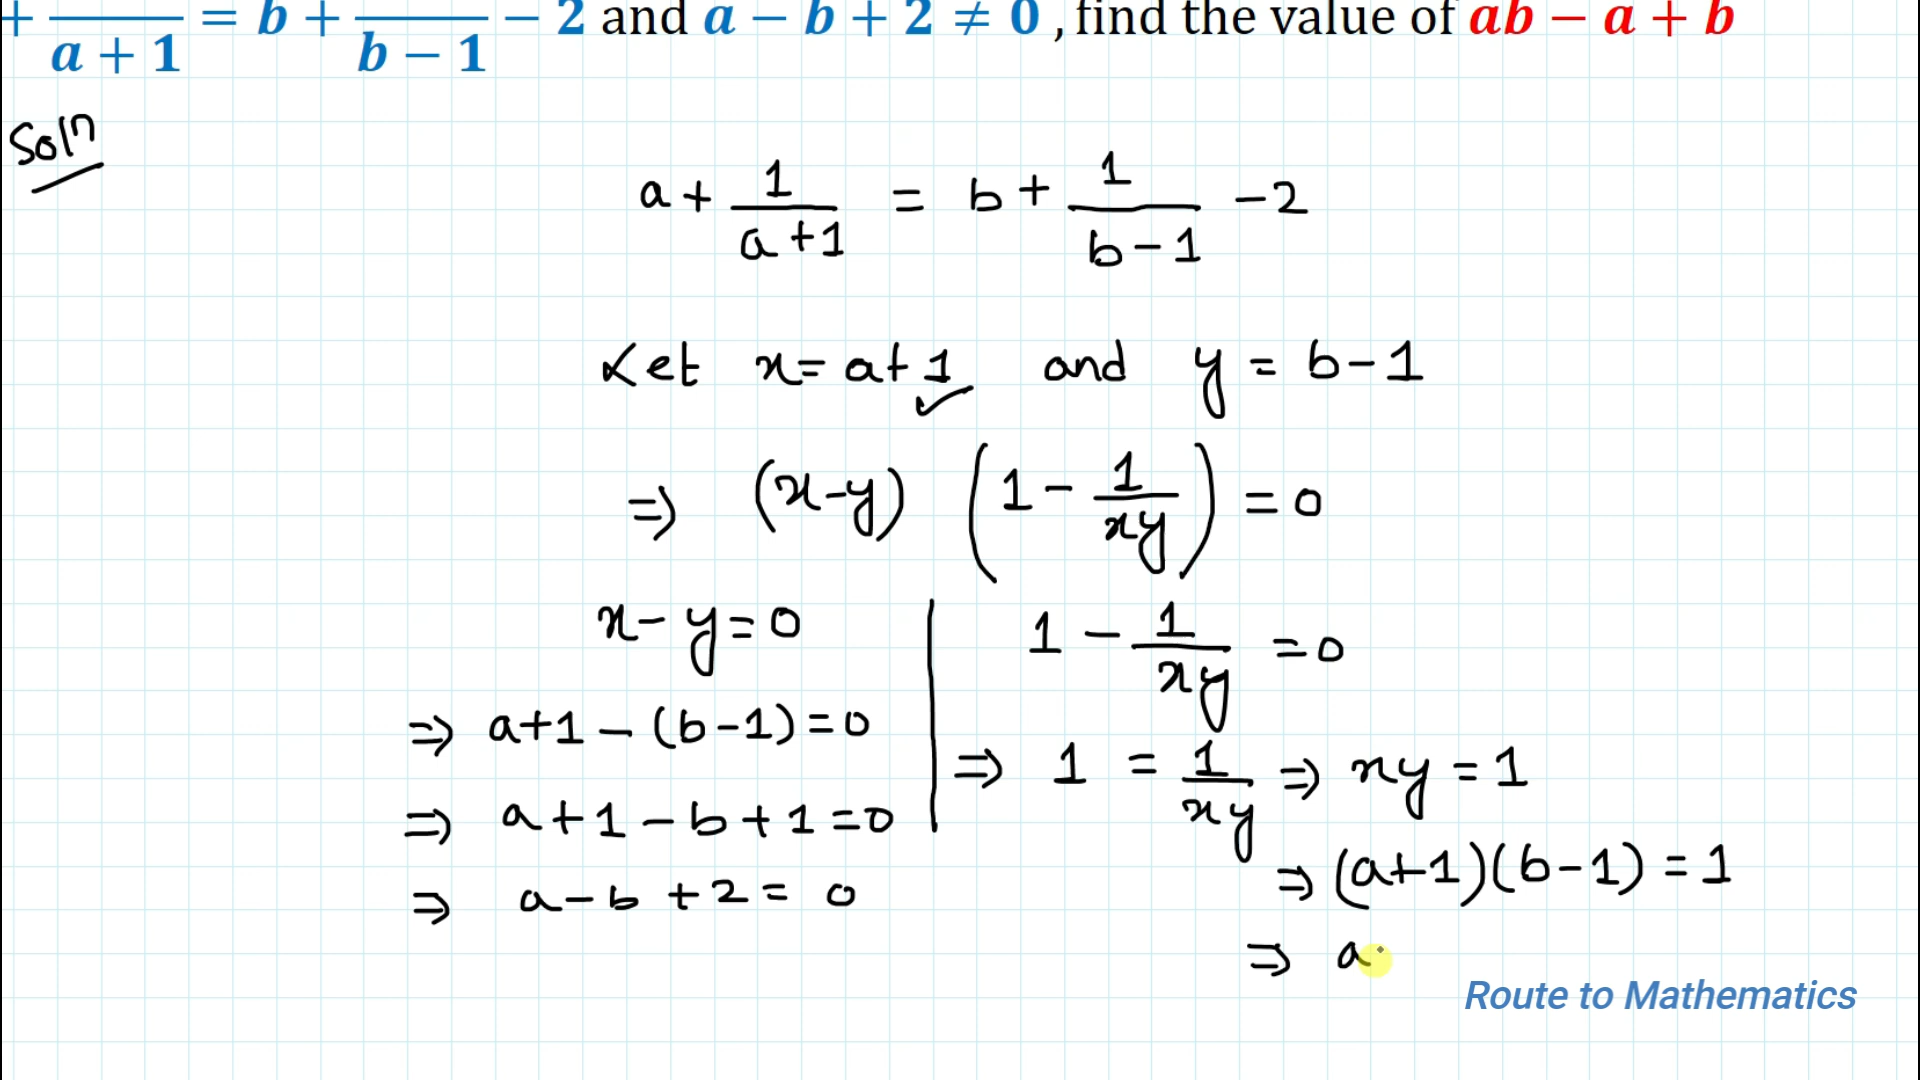 + ― / a + 1 = b + ― / b − 1 − 2 and a − b + 2 ≠ 0 , find the value of ab − a + b
Soln
a + 1/(a+1) = b + 1/(b-1) - 2
Let x = a+1 and y = b-1
⇒ (x-y) (1 - 1/xy) = 0
x - y = 0
⇒ a+1 - (b-1) = 0
⇒ a+1 - b + 1 = 0
⇒ a - b + 2 = 0
1 - 1/xy = 0
⇒ 1 = 1/xy ⇒ xy = 1
⇒ (a+1)(b-1) = 1
⇒ a
Route to Mathematics